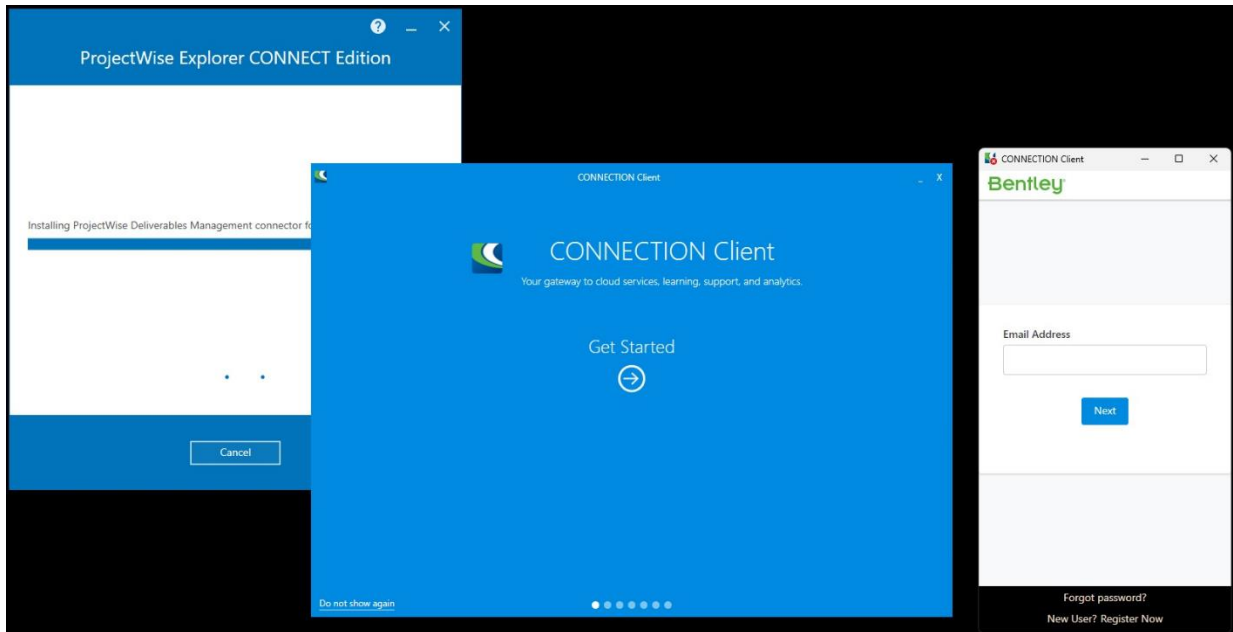 ProjectWise Explorer CONNECT Edition
Installing ProjectWise Deliverables Management connector fo
Cancel
CONNECTION Client
CONNECTION Client
Your gateway to cloud services, learning, support, and analytics.
Get Started
Do not show again
CONNECTION Client
Bentley
Email Address
Next
Forgot password?
New User? Register Now